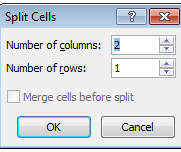 Split Cells
Number of columns: 2
Number of rows: 1
Merge cells before split
OK Cancel